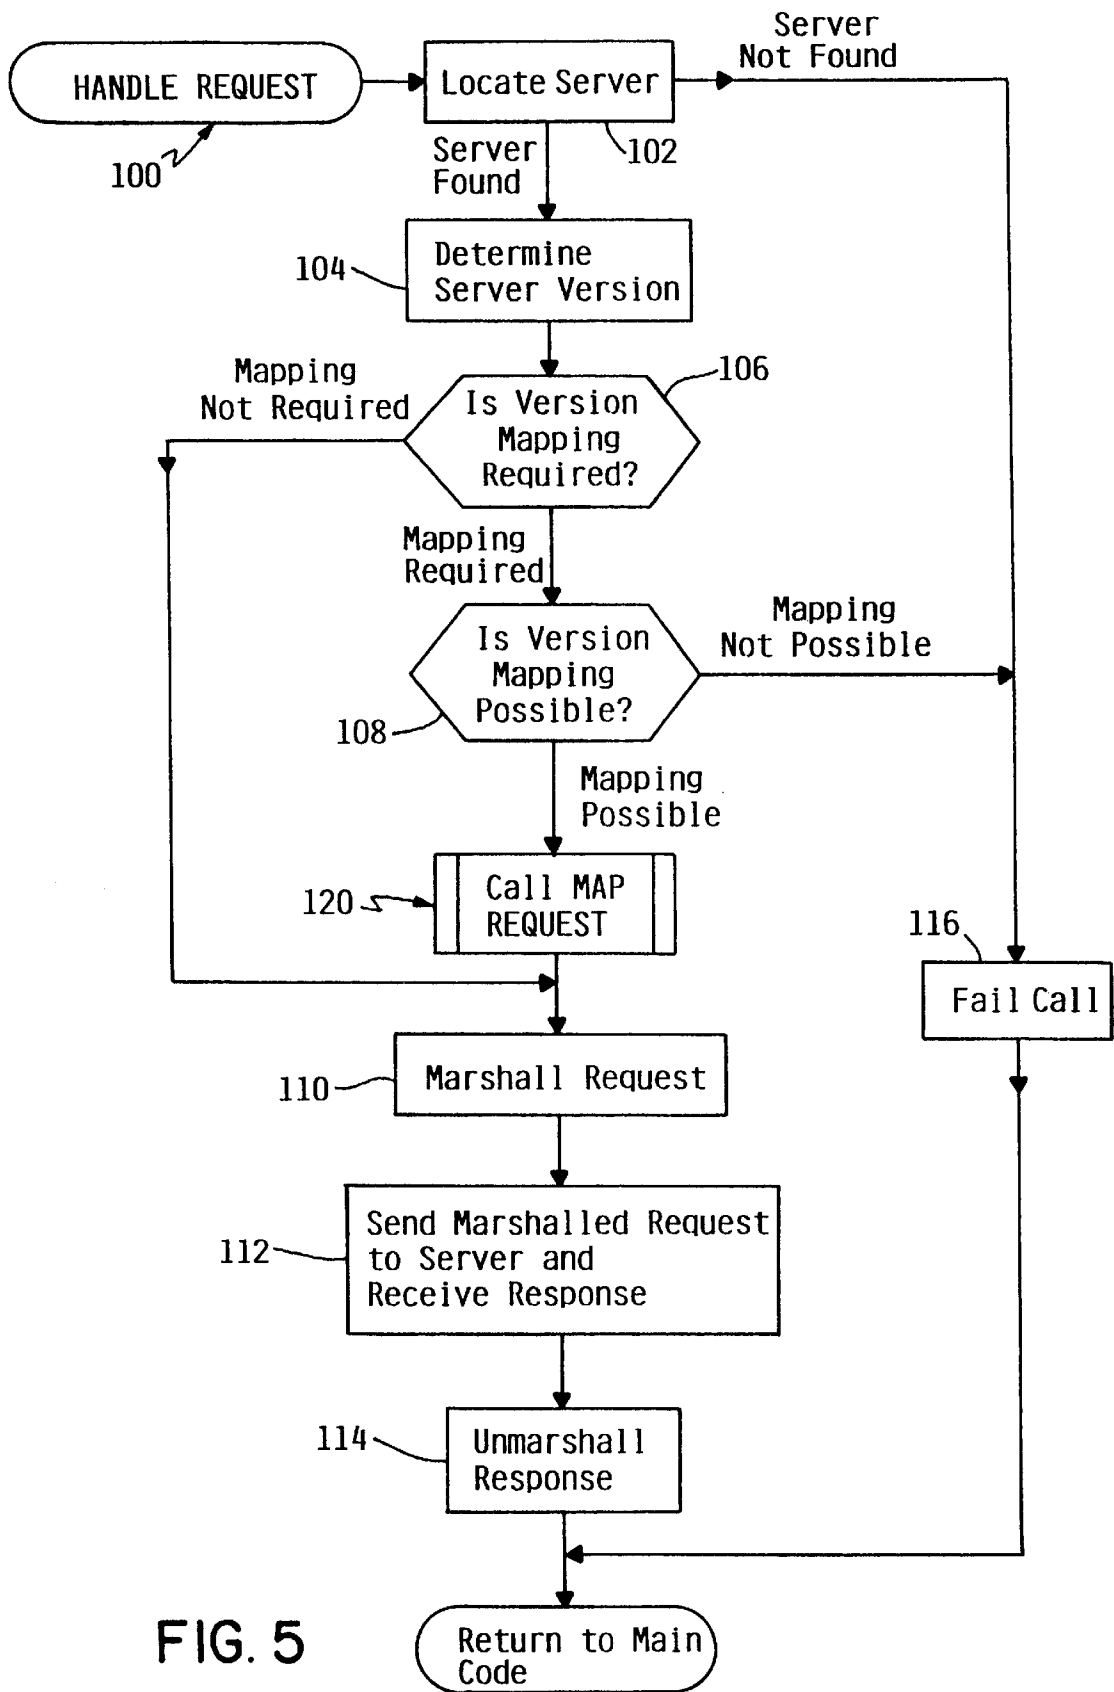 Server
Not Found
HANDLE REQUEST
Locate Server
100
Server
Found
102
Determine
Server Version
104
Mapping
Not Required
106
Is Version
Mapping
Required?
Mapping
Required
Is Version
Mapping
Possible?
Mapping
Not Possible
108
Mapping
Possible
120
Call MAP
REQUEST
116
Fail Call
Marshall Request
110
Send Marshalled Request
to Server and
Receive Response
112
114
Unmarshall
Response
Return to Main
Code
FIG. 5